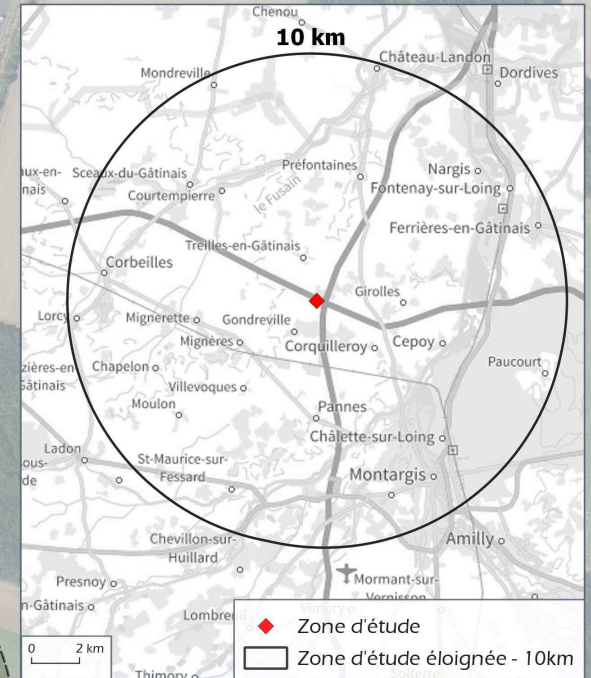 Chenou
10 km
Château-Landon
Mondreville
Dordives
aux-en-
nais
Sceaux-du-Gâtinais
Préfontaines
Nargis
Courtempierre
Fontenay-sur-Loing
le Fusain
Ferrières-en-Gâtinais
Treilles-en-Gâtinais
Corbeilles
Girolles
Lorcy
Mignerette
Gondreville
Mignères
Corquilleroy
Cepoy
zières-en-
Gâtinais
Chapelon
Paucourt
Villevoques
Moulon
Pannes
Châlette-sur-Loing
Ladon
ous-
de
St-Maurice-sur-
Fessard
Montargis
Chevillon-sur-
Huillard
Amilly
Presnoy
Mormant-sur-
Vernisson
n-Gâtinais
Lombreuil
Vimory
Zone d'étude
0 2 km
Zone d'étude éloignée - 10km
Thimory
Solterre